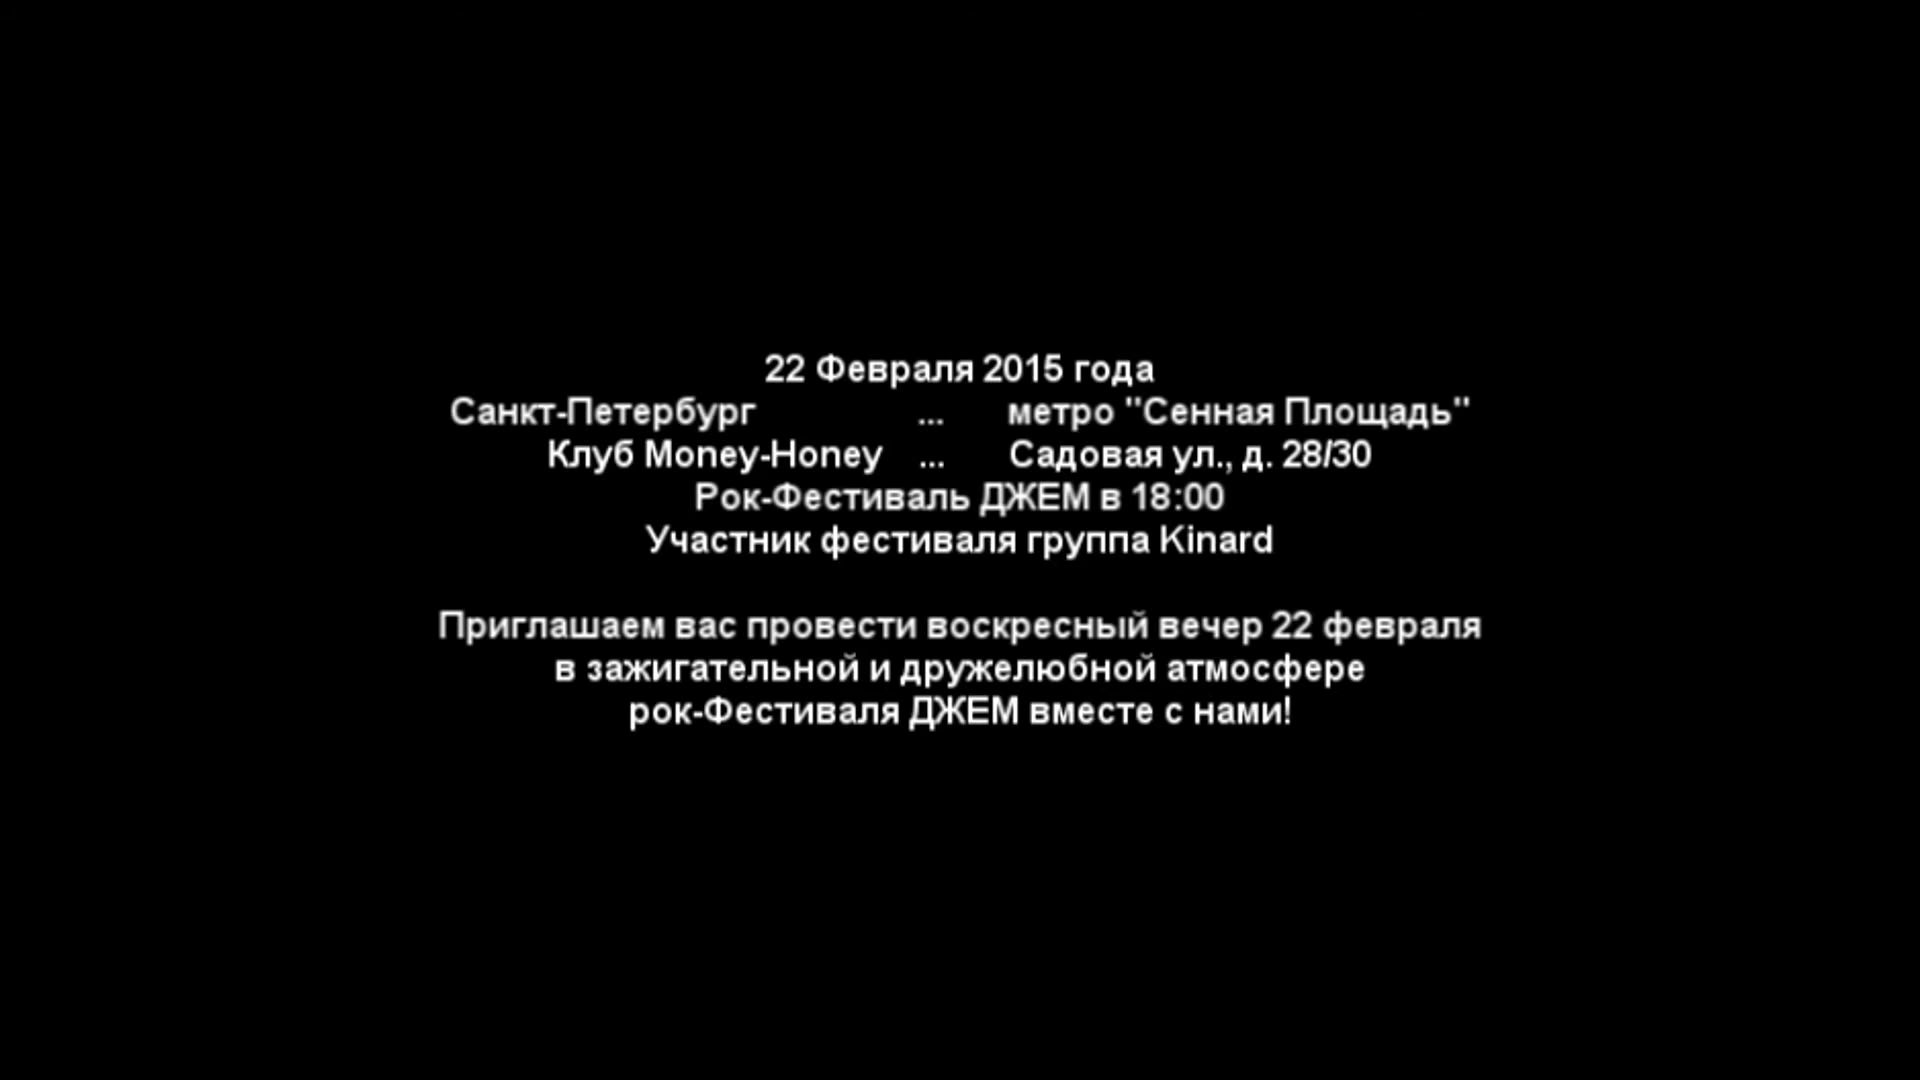 22 Февраля 2015 года
Санкт-Петербург ... метро "Сенная Площадь"
Клуб Money-Honey ... Садовая ул., д. 28/30
Рок-Фестиваль ДЖЕМ в 18:00
Участник фестиваля группа Kinard
Приглашаем вас провести воскресный вечер 22 февраля
в зажигательной и дружелюбной атмосфере
рок-Фестиваля ДЖЕМ вместе с нами!